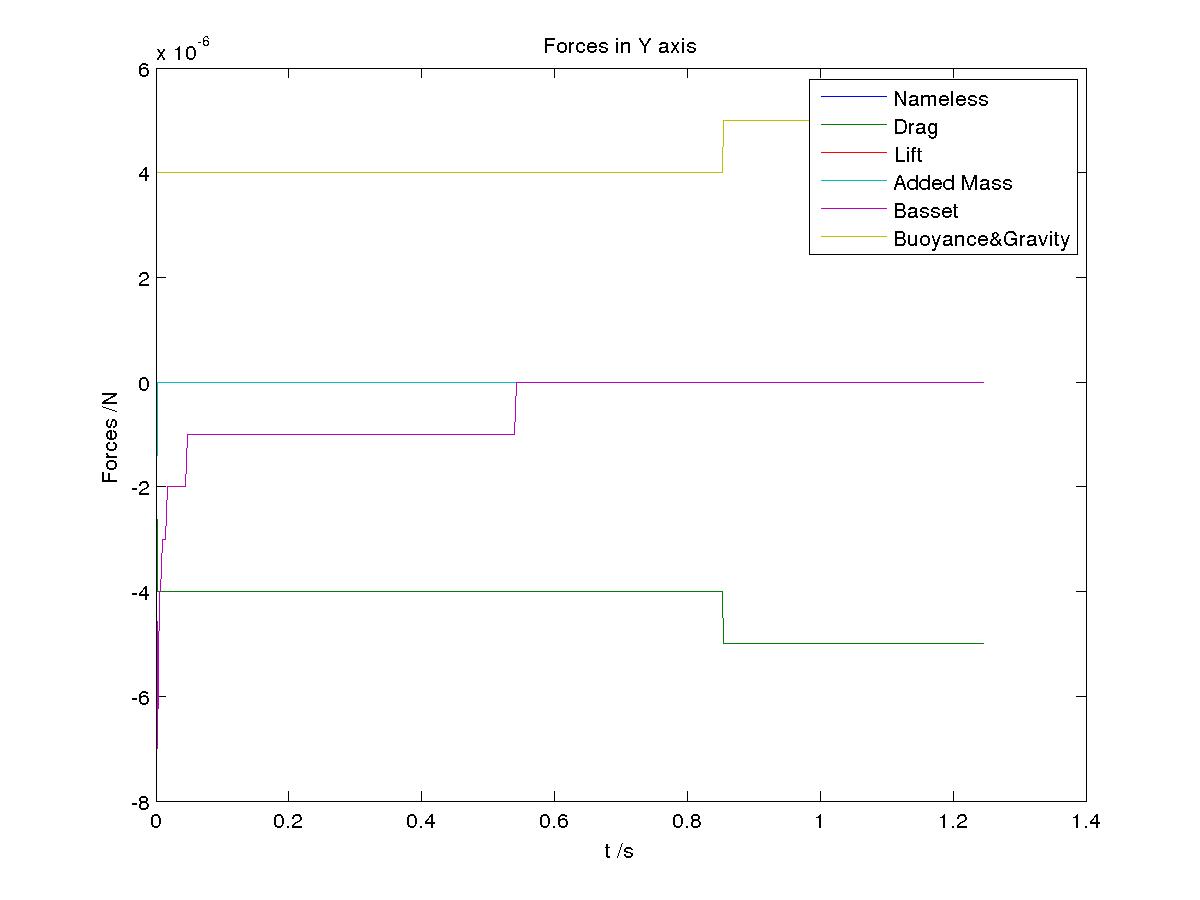 Forces in Y axis
x 10^-6
6
4
2
0
-2
-4
-6
-8
Forces /N
Nameless
Drag
Lift
Added Mass
Basset
Buoyance&Gravity
0 0.2 0.4 0.6 0.8 1 1.2 1.4
t /s